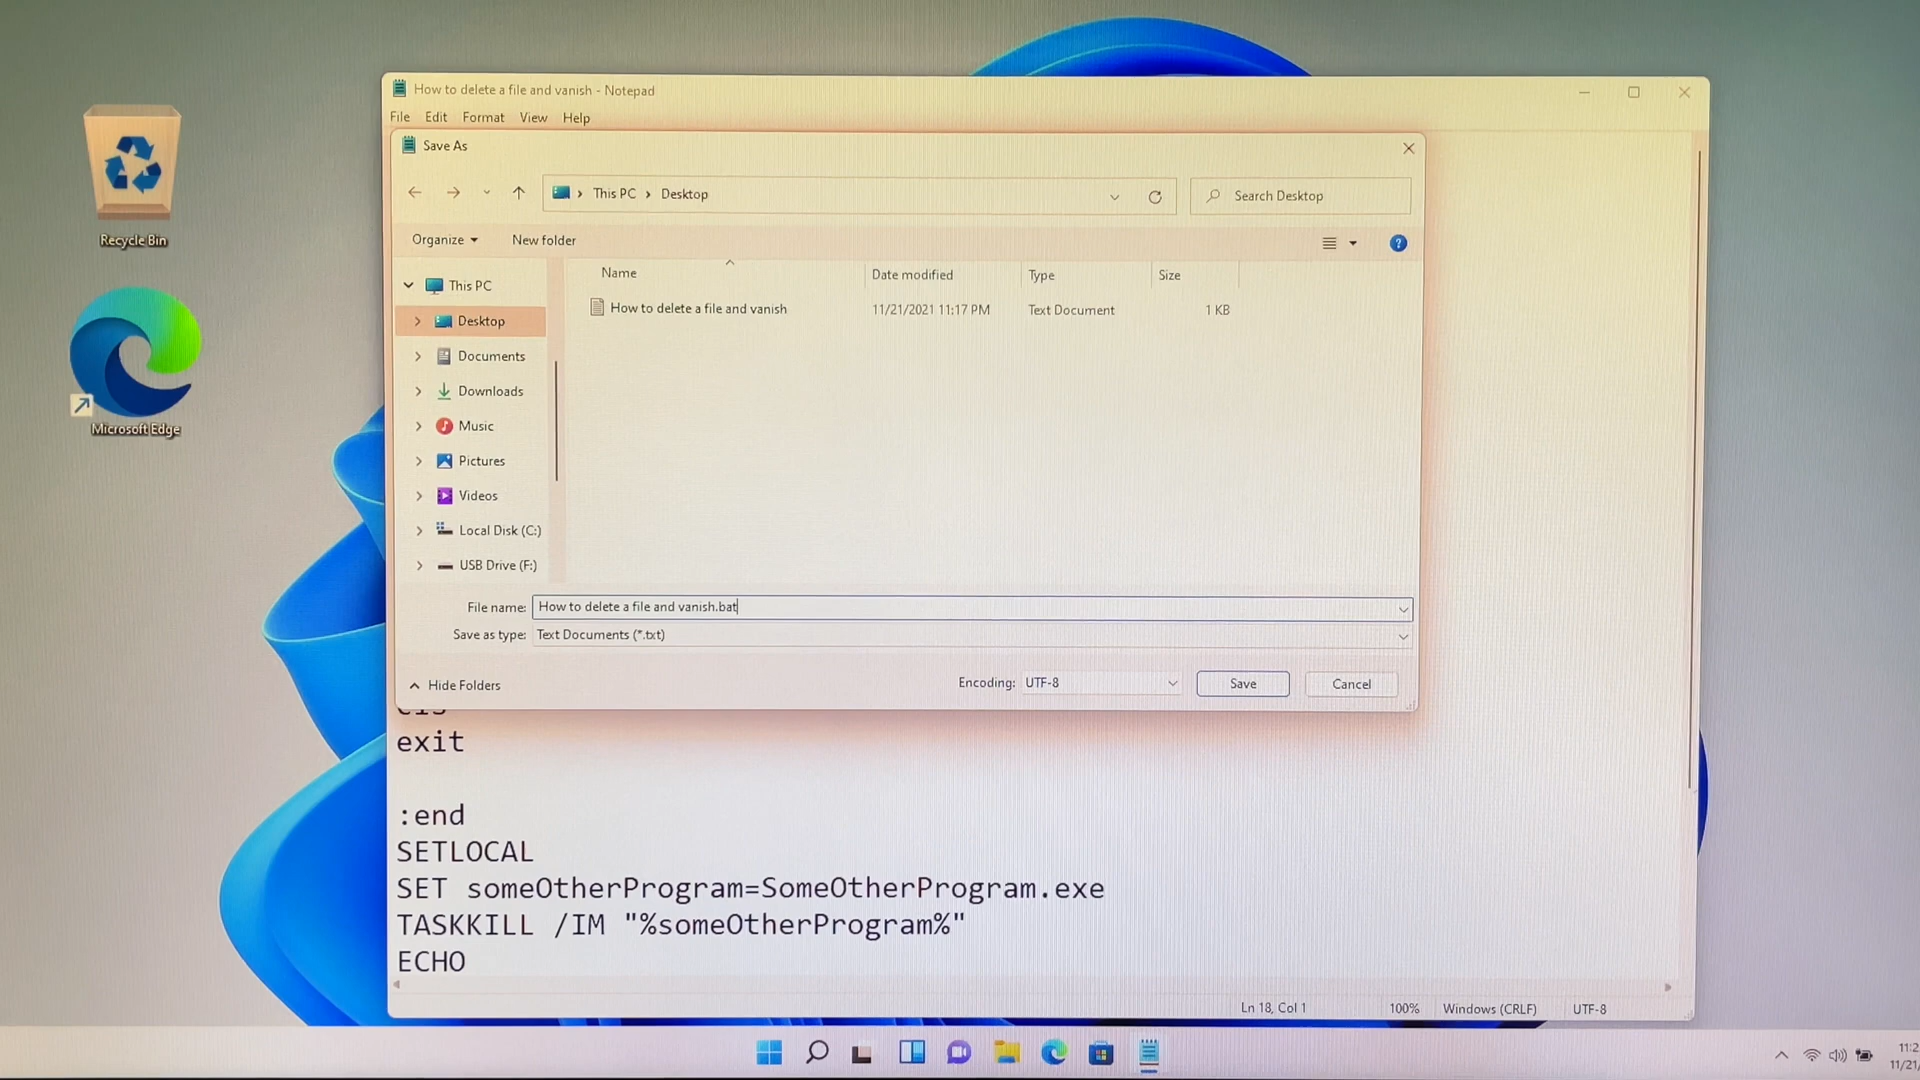 Recycle Bin
Microsoft Edge
How to delete a file and vanish - Notepad
File Edit Format View Help
Save As
This PC › Desktop
Search Desktop
Organize New folder
Name Date modified Type Size
How to delete a file and vanish 11/21/2021 11:17 PM Text Document 1 KB
This PC
Desktop
Documents
Downloads
Music
Pictures
Videos
Local Disk (C:)
USB Drive (F:)
File name: How to delete a file and vanish.bat
Save as type: Text Documents (*.txt)
Hide Folders
Encoding: UTF-8 Save Cancel
exit
:end
SETLOCAL
SET someOtherProgram=SomeOtherProgram.exe
TASKKILL /IM "%someOtherProgram%"
ECHO
Ln 18, Col 1 100% Windows (CRLF) UTF-8